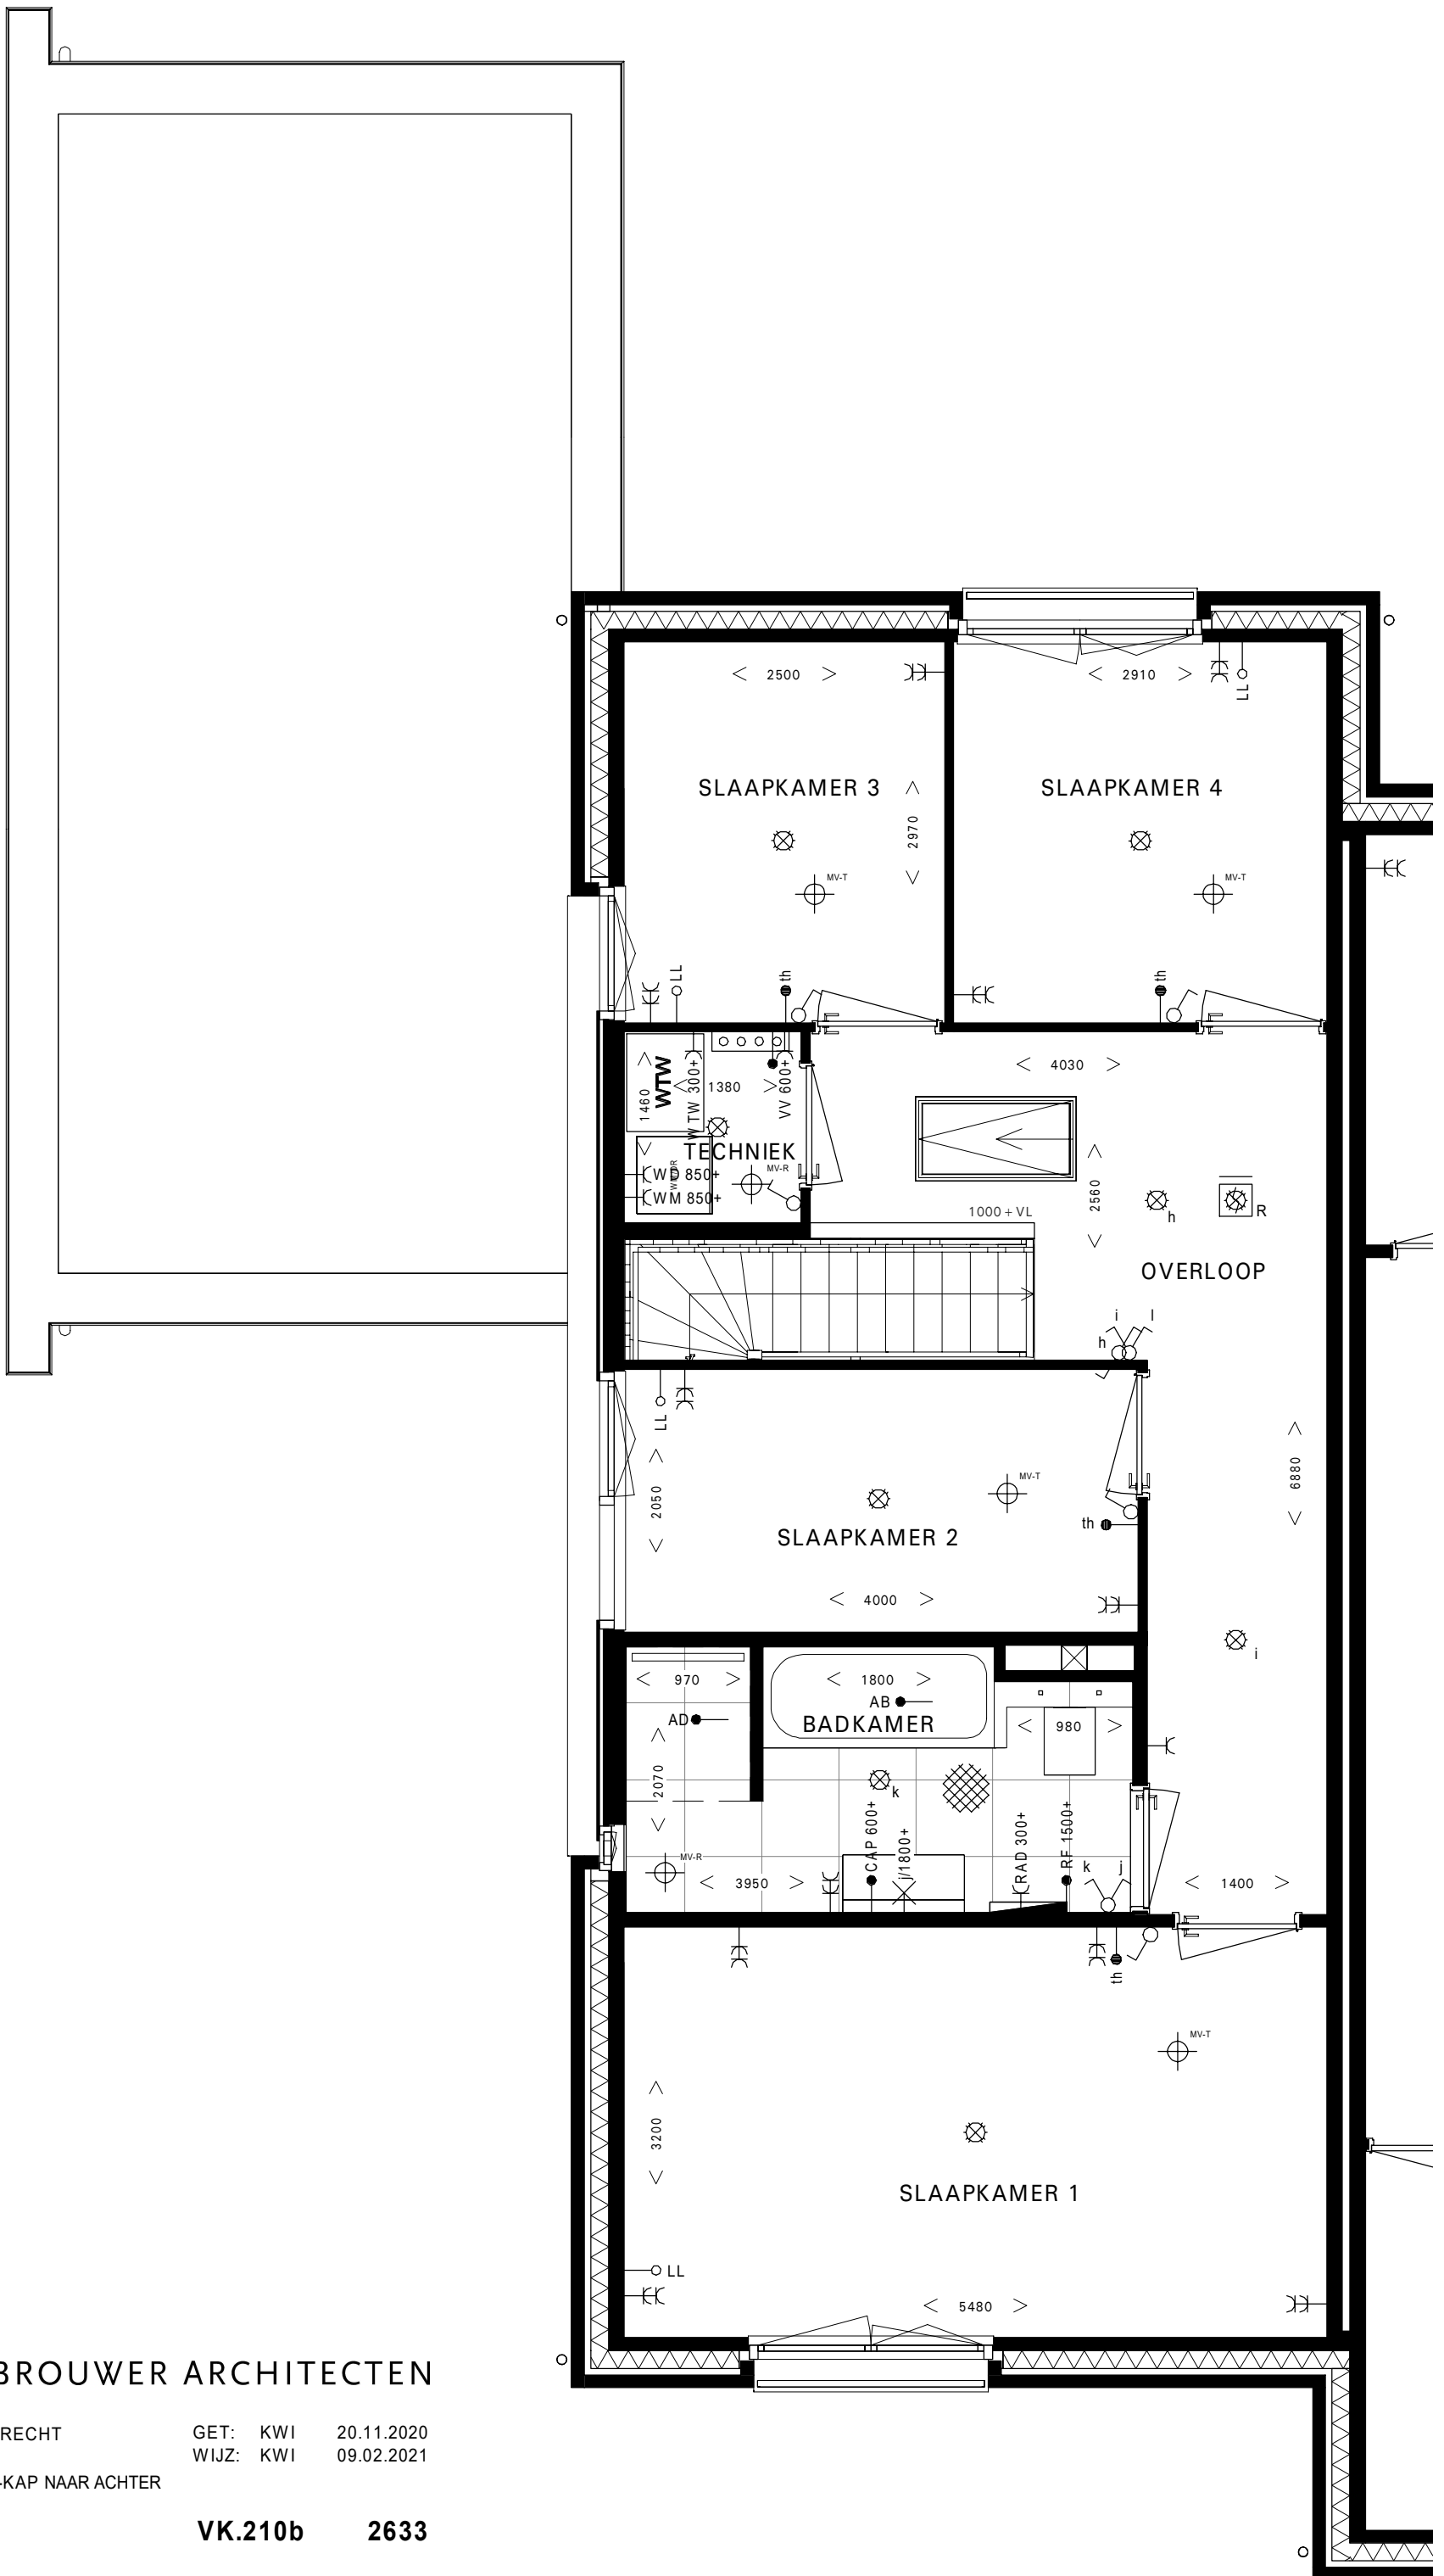 2500
2910
LL
SLAAPKAMER 3
SLAAPKAMER 4
2970
MV-T
MV-T
LL
th
th
1460
WTW
WTW 300+
1380
VV 600+
4030
TECHNIEK
MV-R
WD 850+
WM 850+
2560
1000 + VL
h
R
OVERLOOP
i
l
h
LL
2050
MV-T
6880
SLAAPKAMER 2
th
4000
i
970
1800
AB
AD
BADKAMER
980
2070
k
CAP 600+
j/1800+
RAD 300+
RF 1500+
MV-R
k
j
3950
1400
th
MV-T
3200
SLAAPKAMER 1
LL
5480
BROUWER ARCHITECTEN
RECHT
GET: KWI 20.11.2020
WIJZ: KWI 09.02.2021
-KAP NAAR ACHTER
VK.210b 2633